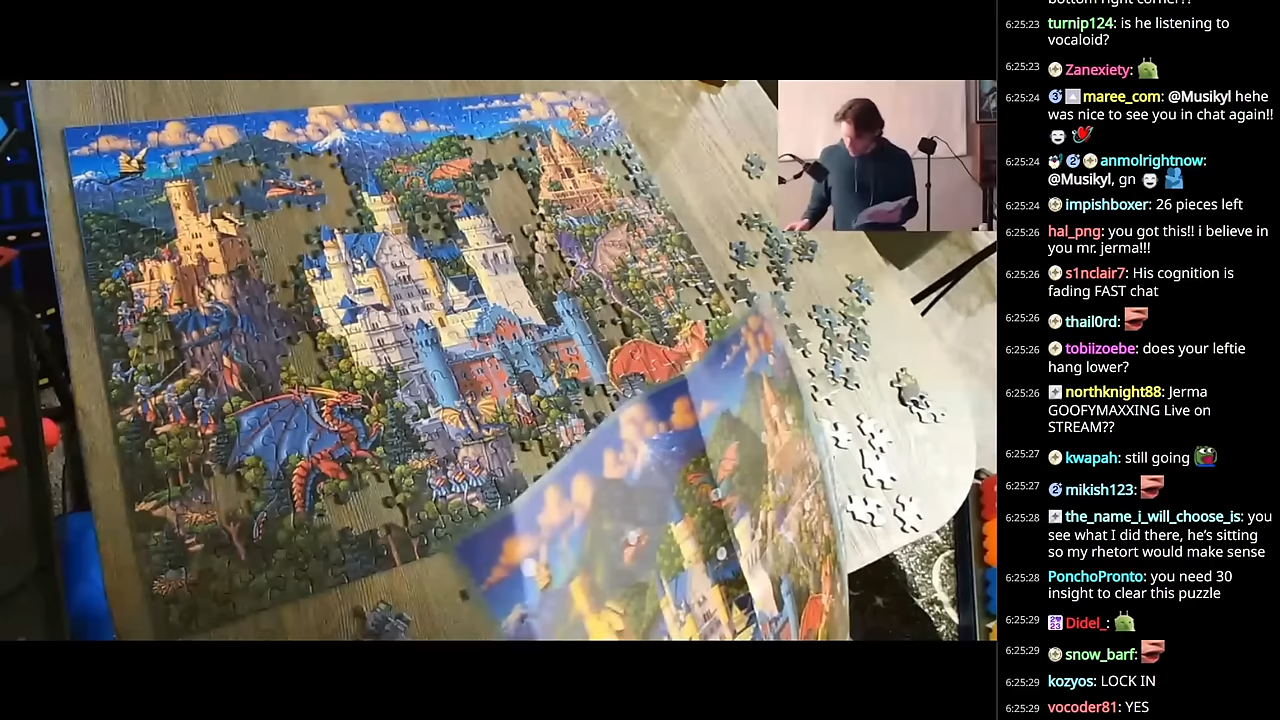 bottom right corner??
6:25:23 turnip124: is he listening to
vocaloid?
6:25:23 Zanexiety:
6:25:24 maree_com: @Musikyl hehe
was nice to see you in chat again!!
6:25:24 anmolrightnow:
@Musikyl, gn
6:25:24 impishboxer: 26 pieces left
6:25:26 hal_png: you got this!! i believe in
you mr. jerma!!!
6:25:26 s1nclair7: His cognition is
fading FAST chat
6:25:26 thail0rd:
6:25:26 tobiizoebe: does your leftie
hang lower?
6:25:26 northknight88: Jerma
GOOFYMAXXING Live on
STREAM??
6:25:27 kwapah: still going
6:25:27 mikish123:
6:25:28 the_name_i_will_choose_is: you
see what I did there, he's sitting
so my rhetort would make sense
6:25:28 PonchoPronto: you need 30
insight to clear this puzzle
6:25:29 Didel_:
6:25:29 snow_barf:
6:25:29 kozyos: LOCK IN
6:25:29 vocoder81: YES